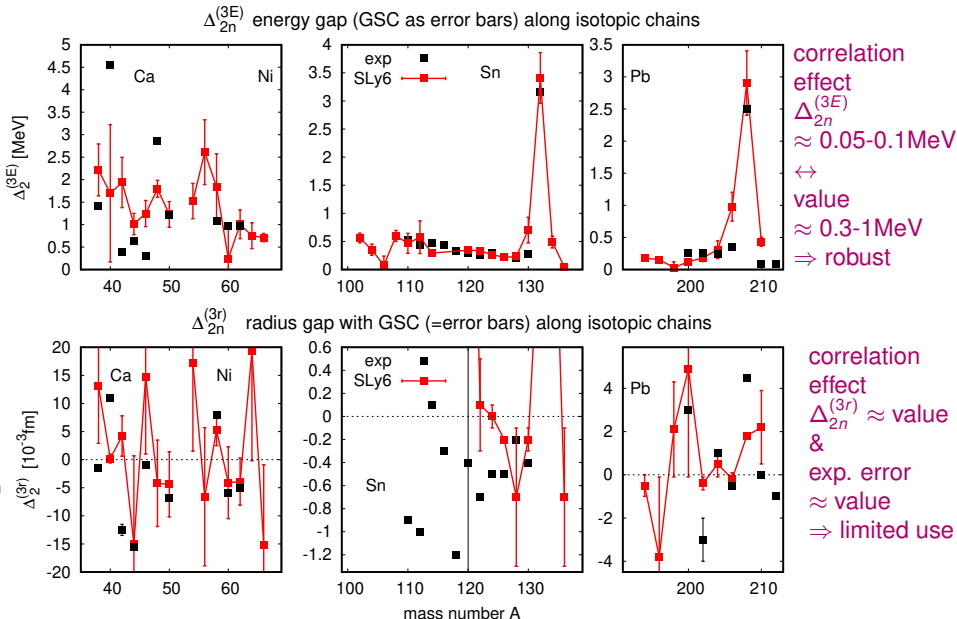 Δ₂ₙ⁽³ᴱ⁾ energy gap (GSC as error bars) along isotopic chains
Δ₂⁽³ᴱ⁾ [MeV]
5
4.5
4
3.5
3
2.5
2
1.5
1
0.5
0
Ca
Ni
40
50
60
4
3.5
3
2.5
2
1.5
1
0.5
0
exp
SLy6
Sn
100
110
120
130
3.5
3
2.5
2
1.5
1
0.5
0
Pb
200
210
correlation
effect
Δ₂ₙ⁽³ᴱ⁾
≈ 0.05-0.1MeV
↔
value
≈ 0.3-1MeV
⇒ robust
Δ₂ₙ⁽³ʳ⁾ radius gap with GSC (=error bars) along isotopic chains
Δ₂⁽³ʳ⁾ [10⁻³fm]
20
15
10
5
0
-5
-10
-15
-20
Ca
Ni
40
50
60
0.6
0.4
0.2
0
-0.2
-0.4
-0.6
-0.8
-1
-1.2
exp
SLy6
Sn
100
110
120
130
mass number A
4
2
0
-2
-4
Pb
200
210
correlation
effect
Δ₂ₙ⁽³ʳ⁾ ≈ value
&
exp. error
≈ value
⇒ limited use